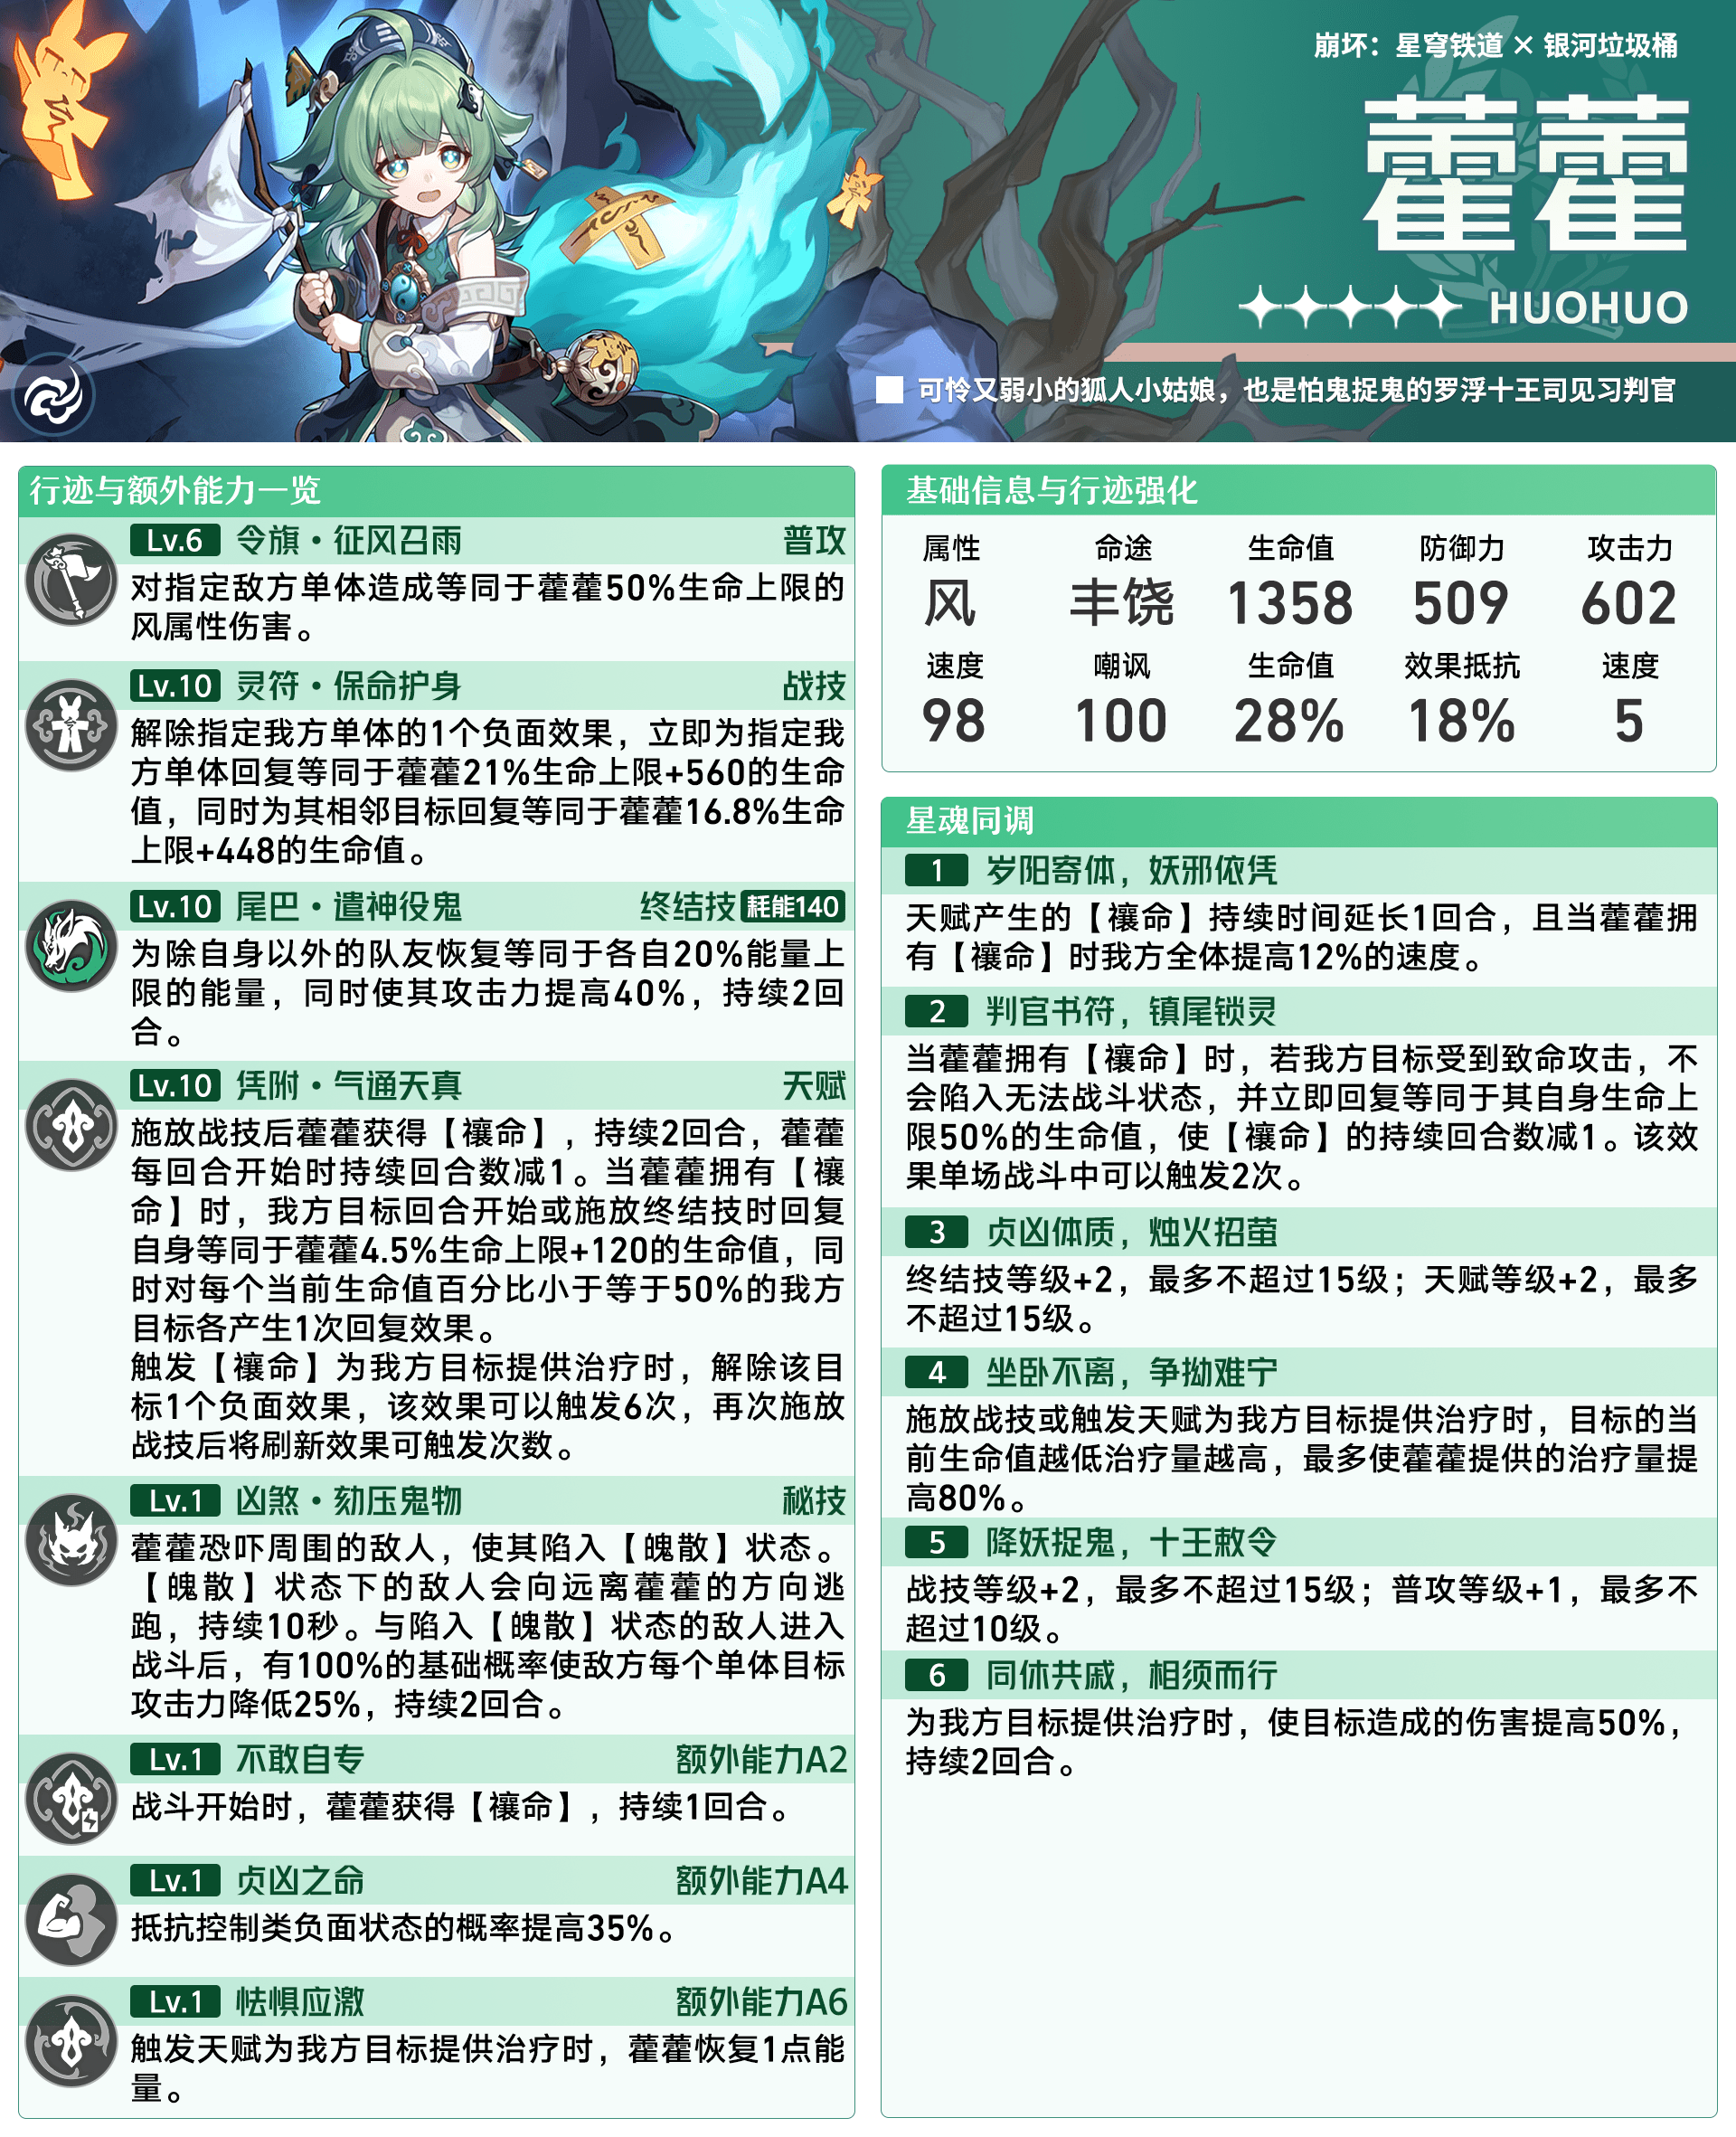 崩坏：星穹铁道 × 银河垃圾桶
藿藿
HUOHUO
可怜又弱小的狐人小姑娘，也是怕鬼捉鬼的罗浮十王司见习判官
行迹与额外能力一览
Lv.6 令旗·征风召雨 普攻
对指定敌方单体造成等同于藿藿50%生命上限的
风属性伤害。
Lv.10 灵符·保命护身 战技
解除指定我方单体的1个负面效果，立即为指定我
方单体回复等同于藿藿21%生命上限+560的生命
值，同时为其相邻目标回复等同于藿藿16.8%生命
上限+448的生命值。
Lv.10 尾巴·遣神役鬼 终结技 耗能140
为除自身以外的队友恢复等同于各自20%能量上
限的能量，同时使其攻击力提高40%，持续2回
合。
Lv.10 凭附·气通天真 天赋
施放战技后藿藿获得【禳命】，持续2回合，藿藿
每回合开始时持续回合数减1。当藿藿拥有【禳
命】时，我方目标回合开始或施放终结技时回复
自身等同于藿藿4.5%生命上限+120的生命值，同
时对每个当前生命值百分比小于等于50%的我方
目标各产生1次回复效果。
触发【禳命】为我方目标提供治疗时，解除该目
标1个负面效果，该效果可以触发6次，再次施放
战技后将刷新效果可触发次数。
Lv.1 凶煞·劾压鬼物 秘技
藿藿恐吓周围的敌人，使其陷入【魄散】状态。
【魄散】状态下的敌人会向远离藿藿的方向逃
跑，持续10秒。与陷入【魄散】状态的敌人进入
战斗后，有100%的基础概率使敌方每个单体目标
攻击力降低25%，持续2回合。
Lv.1 不敢自专 额外能力A2
战斗开始时，藿藿获得【禳命】，持续1回合。
Lv.1 贞凶之命 额外能力A4
抵抗控制类负面状态的概率提高35%。
Lv.1 怯惧应激 额外能力A6
触发天赋为我方目标提供治疗时，藿藿恢复1点能
量。
基础信息与行迹强化
属性 命途 生命值 防御力 攻击力
风 丰饶 1358 509 602
速度 嘲讽 生命值 效果抵抗 速度
98 100 28% 18% 5
星魂同调
1 岁阳寄体，妖邪依凭
天赋产生的【禳命】持续时间延长1回合，且当藿藿拥
有【禳命】时我方全体提高12%的速度。
2 判官书符，镇尾锁灵
当藿藿拥有【禳命】时，若我方目标受到致命攻击，不
会陷入无法战斗状态，并立即回复等同于其自身生命上
限50%的生命值，使【禳命】的持续回合数减1。该效
果单场战斗中可以触发2次。
3 贞凶体质，烛火招萤
终结技等级+2，最多不超过15级；天赋等级+2，最多
不超过15级。
4 坐卧不离，争拗难宁
施放战技或触发天赋为我方目标提供治疗时，目标的当
前生命值越低治疗量越高，最多使藿藿提供的治疗量提
高80%。
5 降妖捉鬼，十王敕令
战技等级+2，最多不超过15级；普攻等级+1，最多不
超过10级。
6 同休共戚，相须而行
为我方目标提供治疗时，使目标造成的伤害提高50%，
持续2回合。